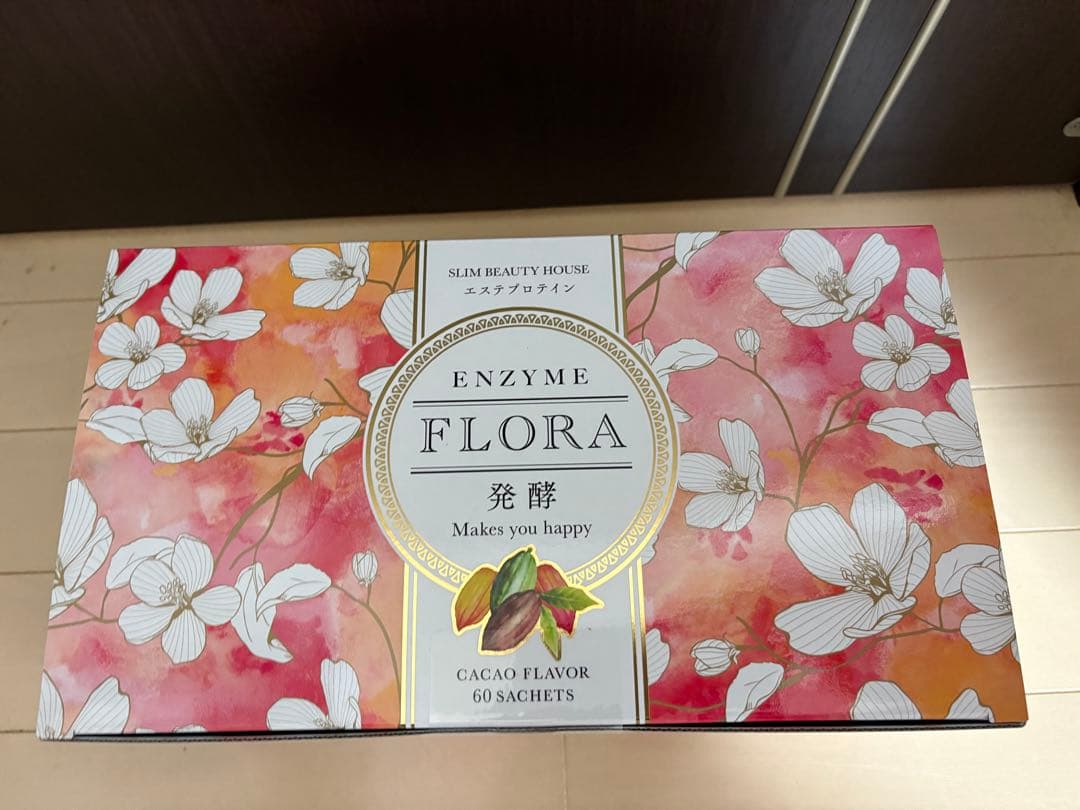 SLIM BEAUTY HOUSE
エステプロテイン
ENZYME
FLORA
発酵
Makes you happy
CACAO FLAVOR
60 SACHETS